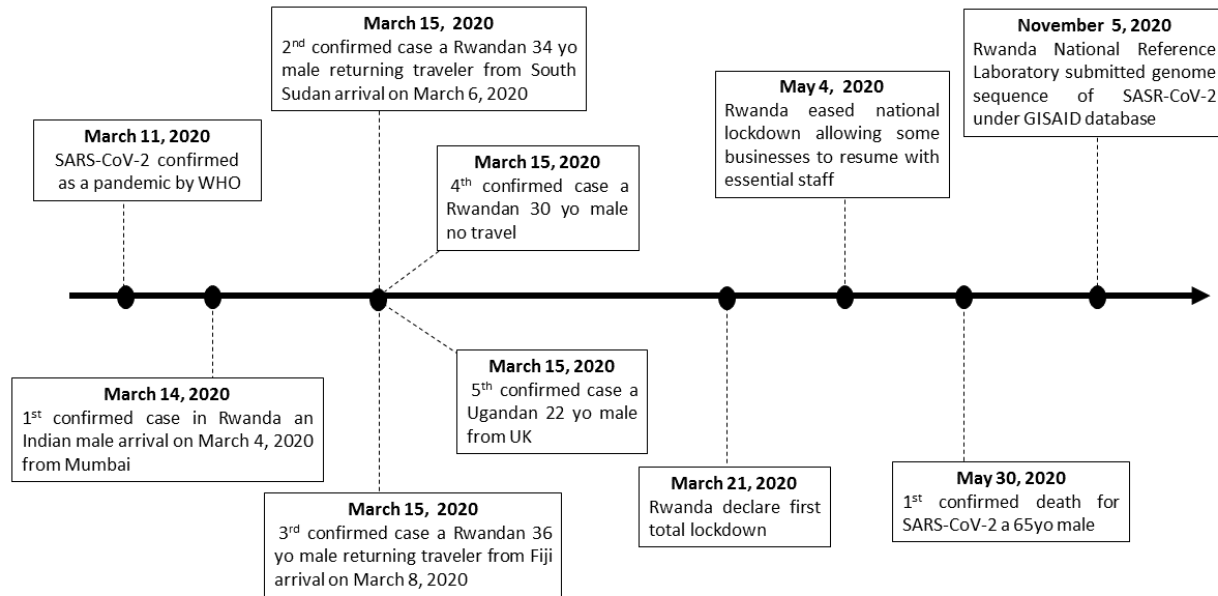 March 11, 2020
SARS-CoV-2 confirmed
as a pandemic by WHO
March 14, 2020
1st confirmed case in Rwanda an
Indian male arrival on March 4, 2020
from Mumbai
March 15, 2020
2nd confirmed case a Rwandan 34 yo
male returning traveler from South
Sudan arrival on March 6, 2020
March 15, 2020
3rd confirmed case a Rwandan 36
yo male returning traveler from Fiji
arrival on March 8, 2020
March 15, 2020
4th confirmed case a
Rwandan 30 yo male
no travel
March 15, 2020
5th confirmed case a
Ugandan 22 yo male
from UK
March 21, 2020
Rwanda declare first
total lockdown
May 4, 2020
Rwanda eased national
lockdown allowing some
businesses to resume with
essential staff
May 30, 2020
1st confirmed death for
SARS-CoV-2 a 65yo male
November 5, 2020
Rwanda National Reference
Laboratory submitted genome
sequence of SASR-CoV-2
under GISAID database